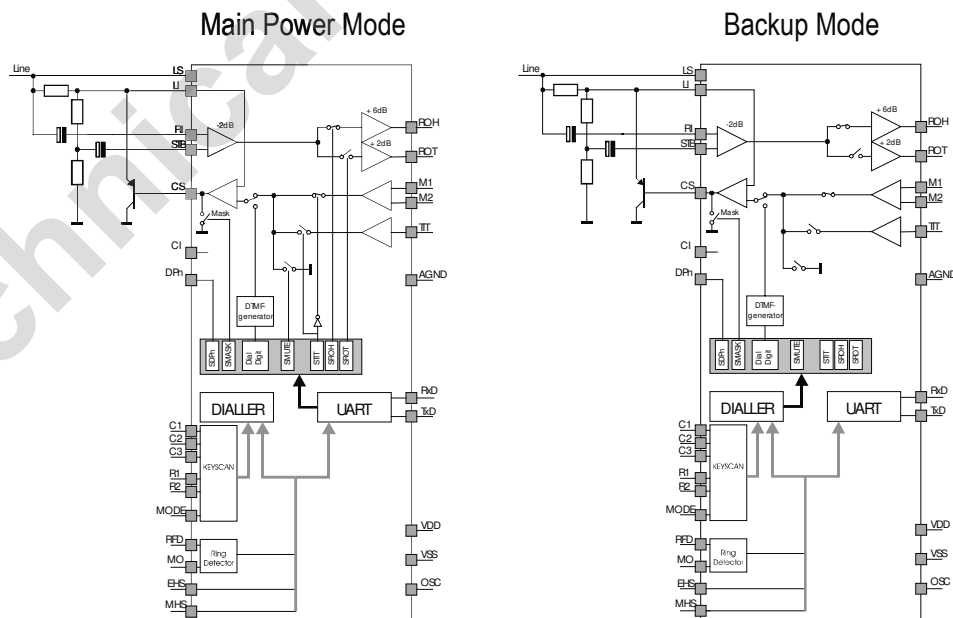 Main Power Mode
Line
LS
LI
RI
STB
CS
CI
DPn
-2dB
+ 6dB
+ 2dB
ROH
ROT
M1
M2
TIT
AGND
Mask
DTMF-
generator
SDPn
SMASK
Dial
Digit
SMUTE
STIT
SROH
SROT
DIALLER
UART
RxD
TxD
C1
C2
C3
R1
R2
MODE
KEYSCAN
RFD
MO
Ring
Detector
EHS
MHS
VDD
VSS
OSC
Backup Mode
Line
LS
LI
RI
STB
CS
CI
DPn
-2dB
+ 6dB
+ 2dB
ROH
ROT
M1
M2
TIT
AGND
Mask
DTMF-
generator
SDPn
SMASK
Dial
Digit
SMUTE
STIT
SROH
SROT
DIALLER
UART
RxD
TxD
C1
C2
C3
R1
R2
MODE
KEYSCAN
RFD
MO
Ring
Detector
EHS
MHS
VDD
VSS
OSC
chnica